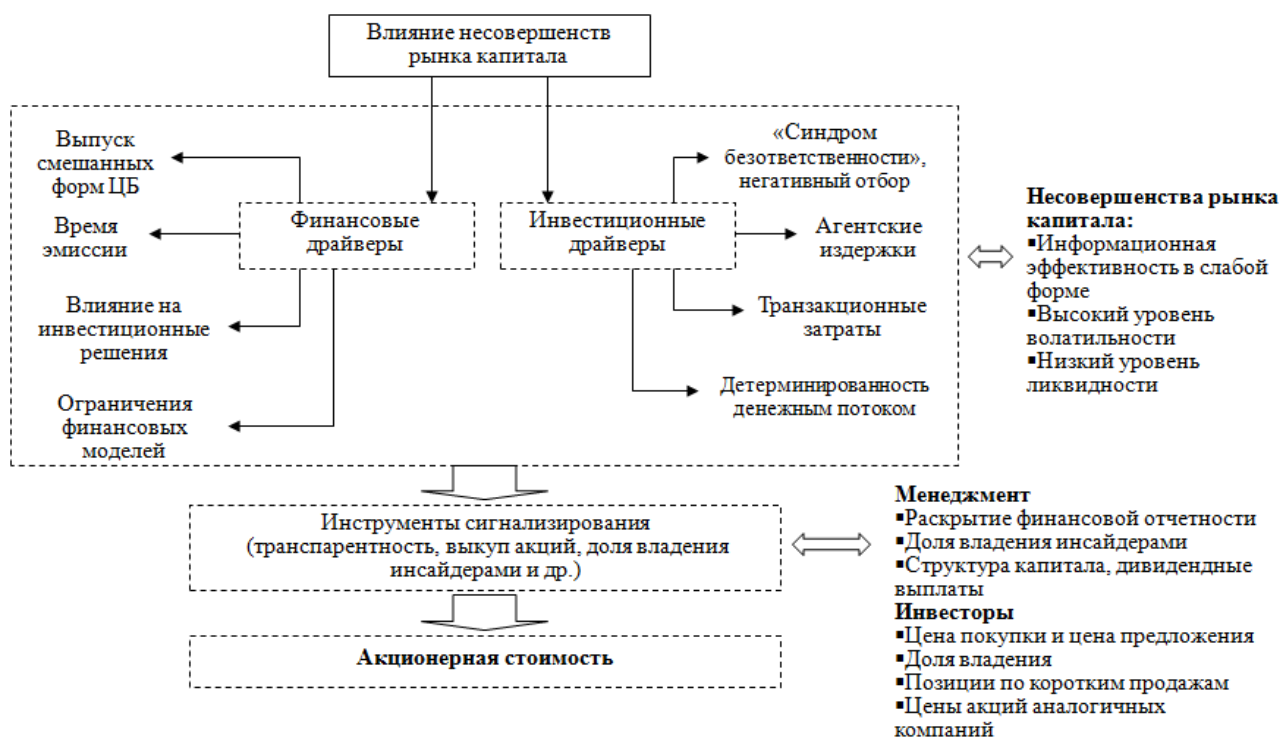 Влияние несовершенств
рынка капитала
Выпуск
смешанных
форм ЦБ
«Синдром
безответственности»,
негативный отбор
Финансовые
драйверы
Инвестиционные
драйверы
Время
эмиссии
Агентские
издержки
Влияние на
инвестиционные
решения
Транзакционные
затраты
Ограничения
финансовых
моделей
Детерминированность
денежным потоком
Несовершенства рынка
капитала:
▪Информационная
эффективность в слабой
форме
▪Высокий уровень
волатильности
▪Низкий уровень
ликвидности
Инструменты сигнализирования
(транспарентность, выкуп акций, доля владения
инсайдерами и др.)
Менеджмент
▪Раскрытие финансовой отчетности
▪Доля владения инсайдерами
▪Структура капитала, дивидендные
выплаты
Инвесторы
▪Цена покупки и цена предложения
▪Доля владения
▪Позиции по коротким продажам
▪Цены акций аналогичных
компаний
Акционерная стоимость